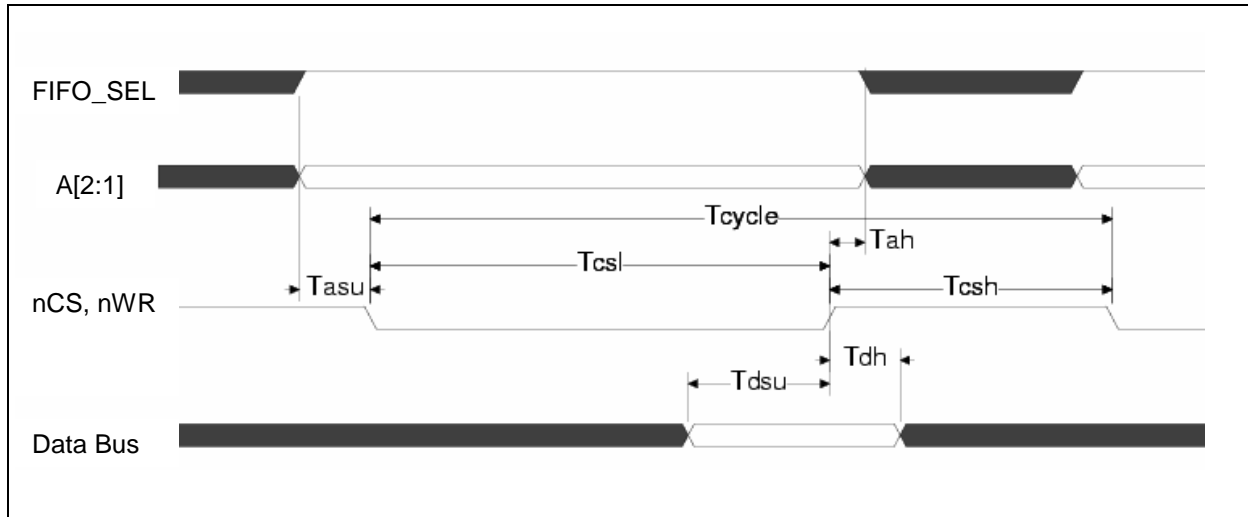 FIFO_SEL
A[2:1]
Tcycle
Tah
Tcsl
Tasu
Tcsh
nCS, nWR
Tdh
Tdsu
Data Bus